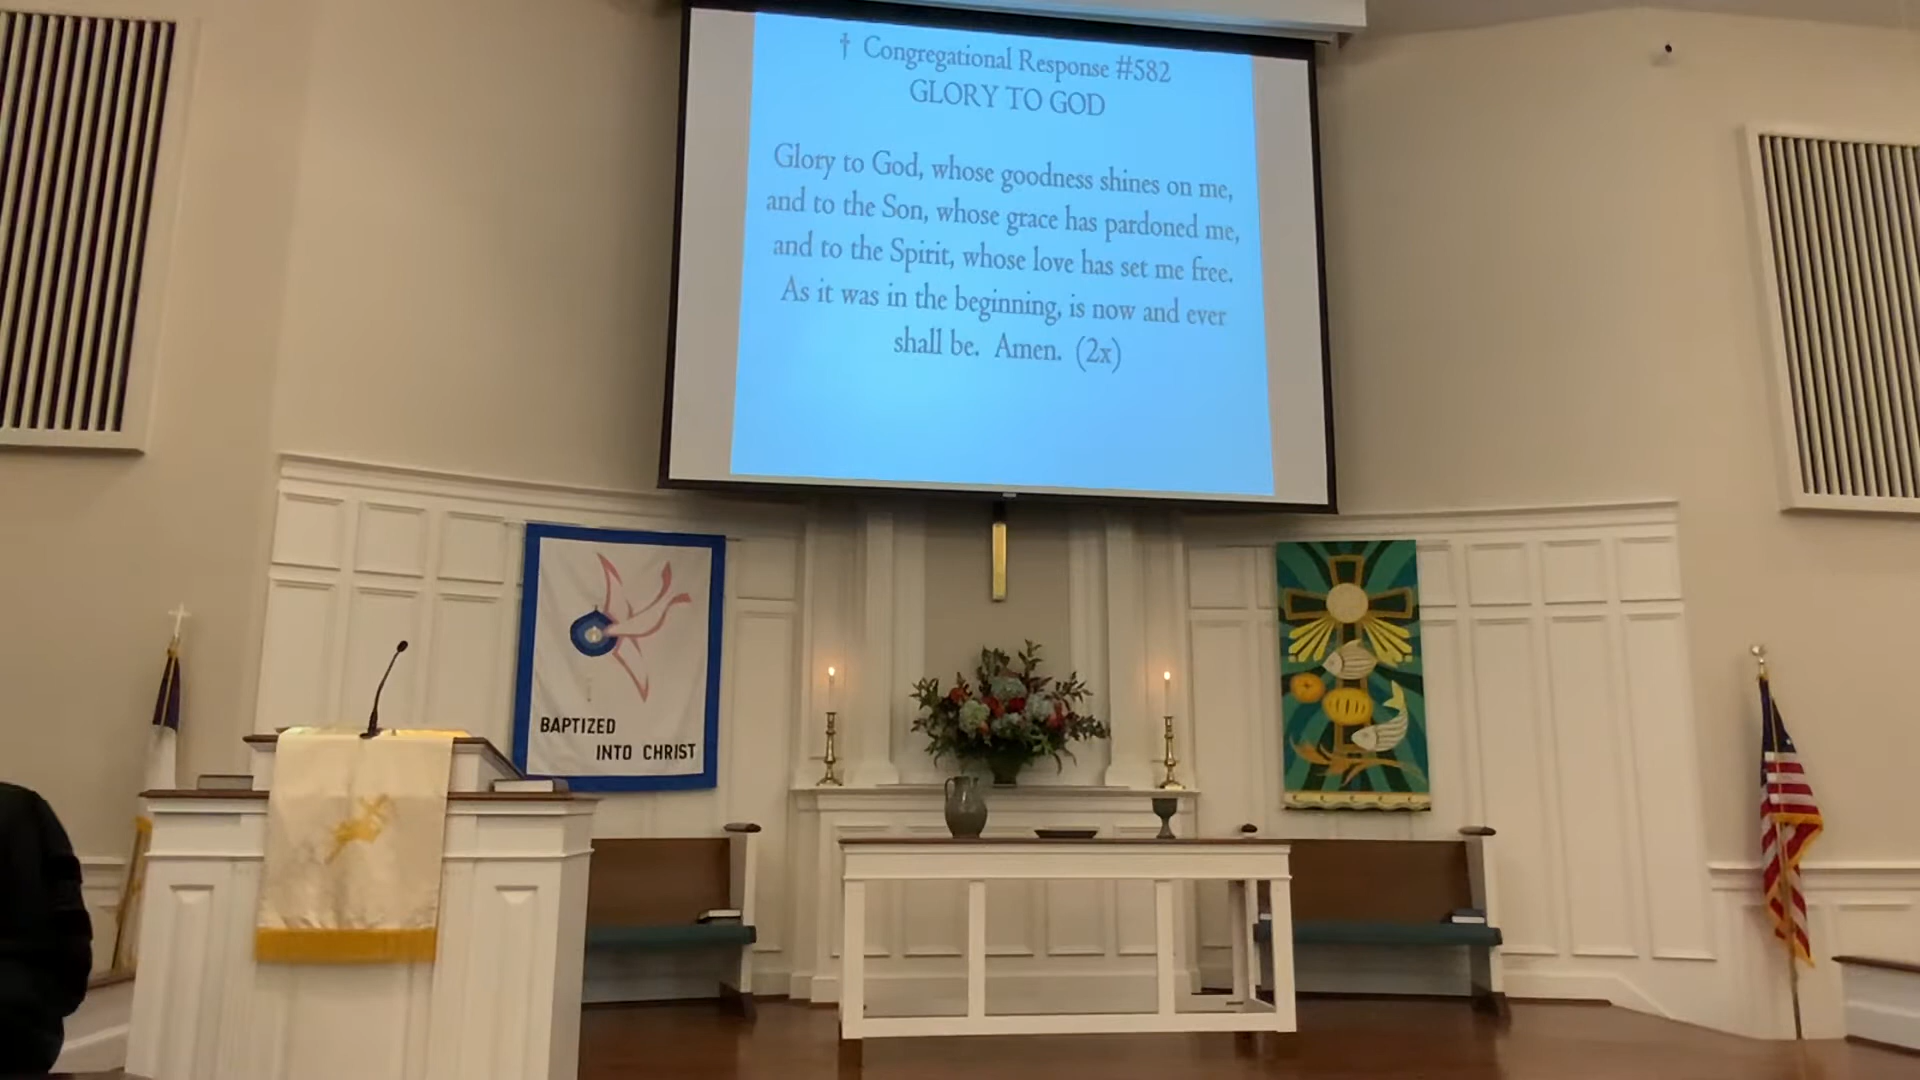 † Congregational Response #582
GLORY TO GOD
Glory to God, whose goodness shines on me,
and to the Son, whose grace has pardoned me,
and to the Spirit, whose love has set me free.
As it was in the beginning, is now and ever
shall be. Amen. (2x)
BAPTIZED
INTO CHRIST